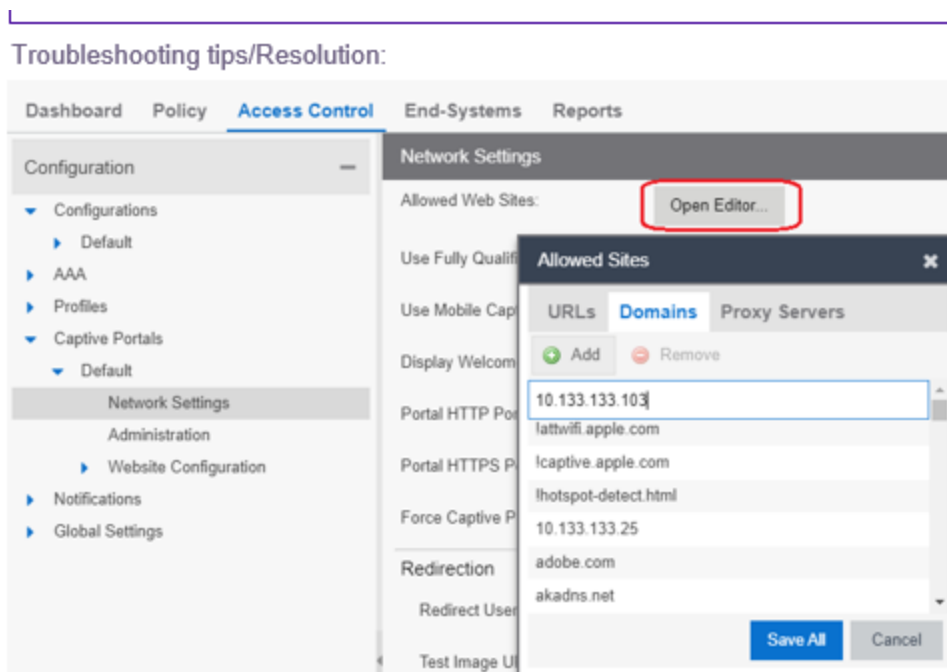 Troubleshooting tips/Resolution:
Dashboard Policy Access Control End-Systems Reports
Configuration
Configurations
Default
AAA
Profiles
Captive Portals
Default
Network Settings
Administration
Website Configuration
Notifications
Global Settings
Network Settings
Allowed Web Sites:
Open Editor...
Use Fully Qualifi
Use Mobile Cap
Display Welcom
Portal HTTP Por
Portal HTTPS P
Force Captive P
Redirection
Redirect User
Test Image U
Allowed Sites
URLs Domains Proxy Servers
Add Remove
10.133.133.103
!attwifi.apple.com
!captive.apple.com
!hotspot-detect.html
10.133.133.25
adobe.com
akadns.net
Save All Cancel